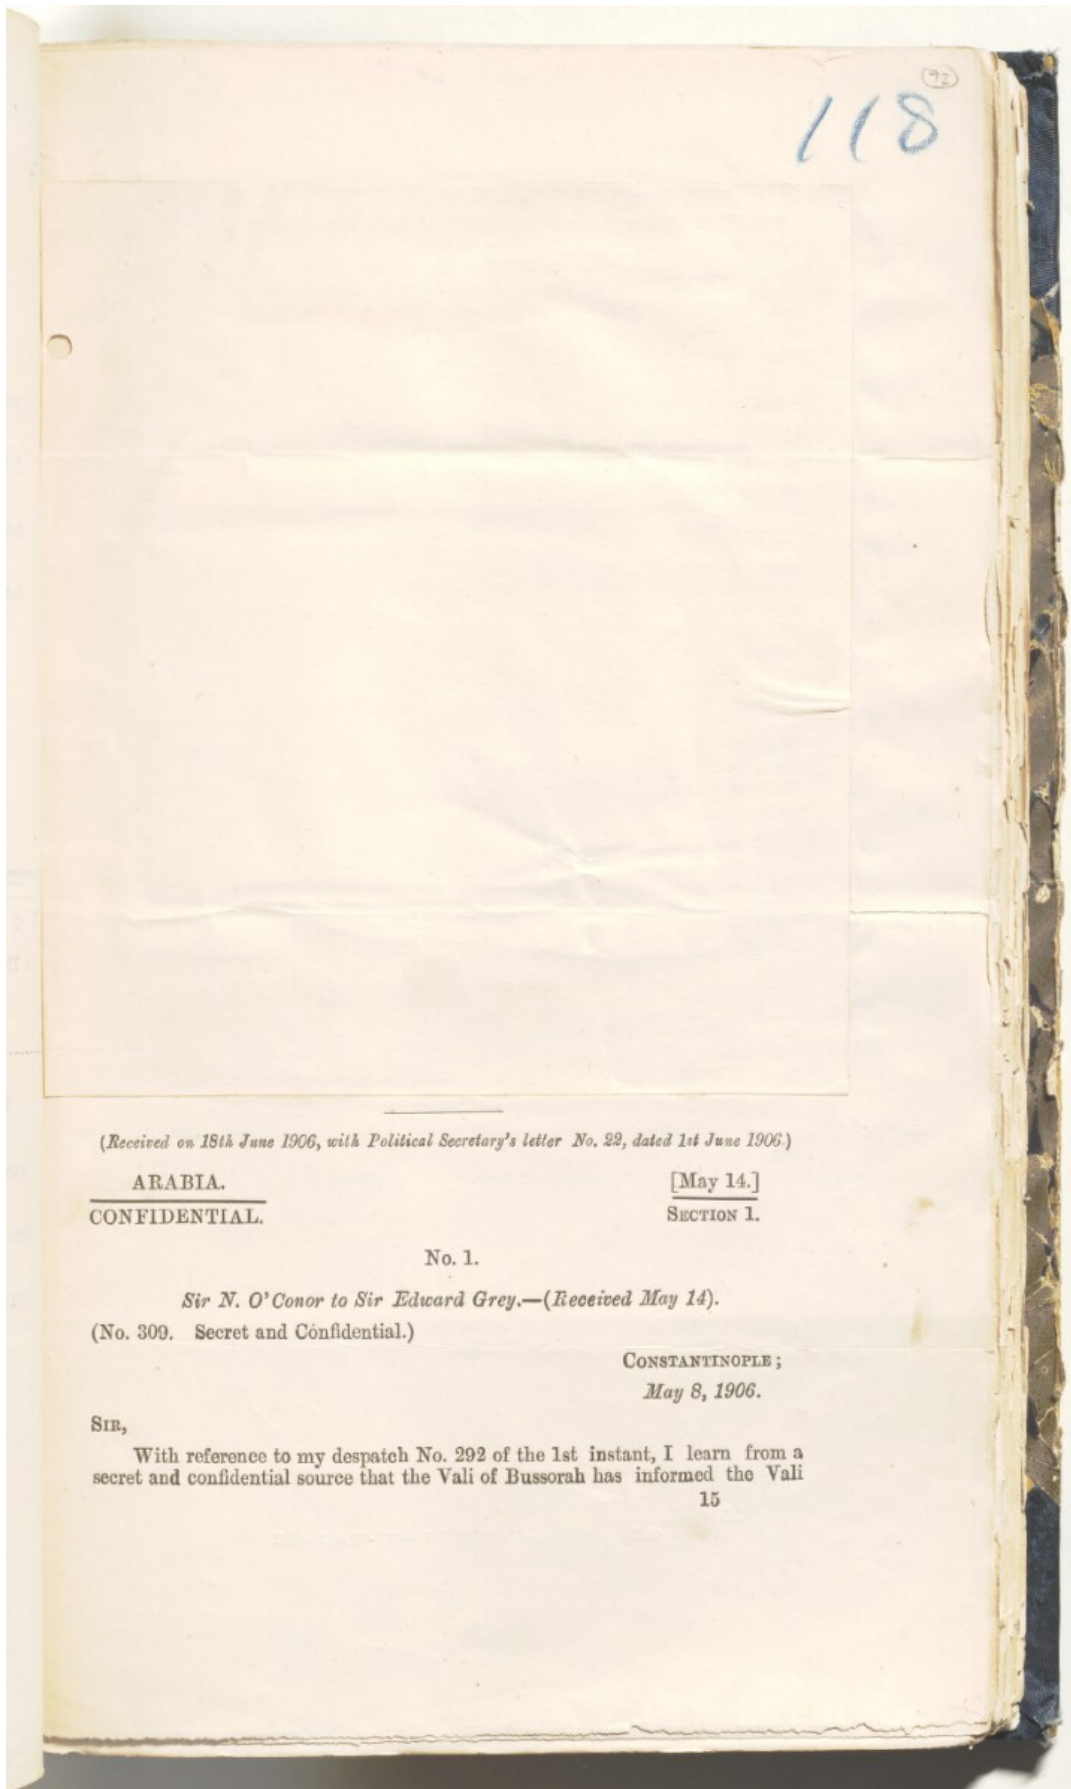 92
118
(Received on 18th June 1906, with Political Secretary's letter No. 22, dated 1st June 1906.)
ARABIA.
[May 14.]
CONFIDENTIAL.
SECTION 1.
No. 1.
Sir N. O'Conor to Sir Edward Grey.—(Received May 14).
(No. 309. Secret and Confidential.)
CONSTANTINOPLE;
May 8, 1906.
SIR,
With reference to my despatch No. 292 of the 1st instant, I learn from a
secret and confidential source that the Vali of Bussorah has informed the Vali
15